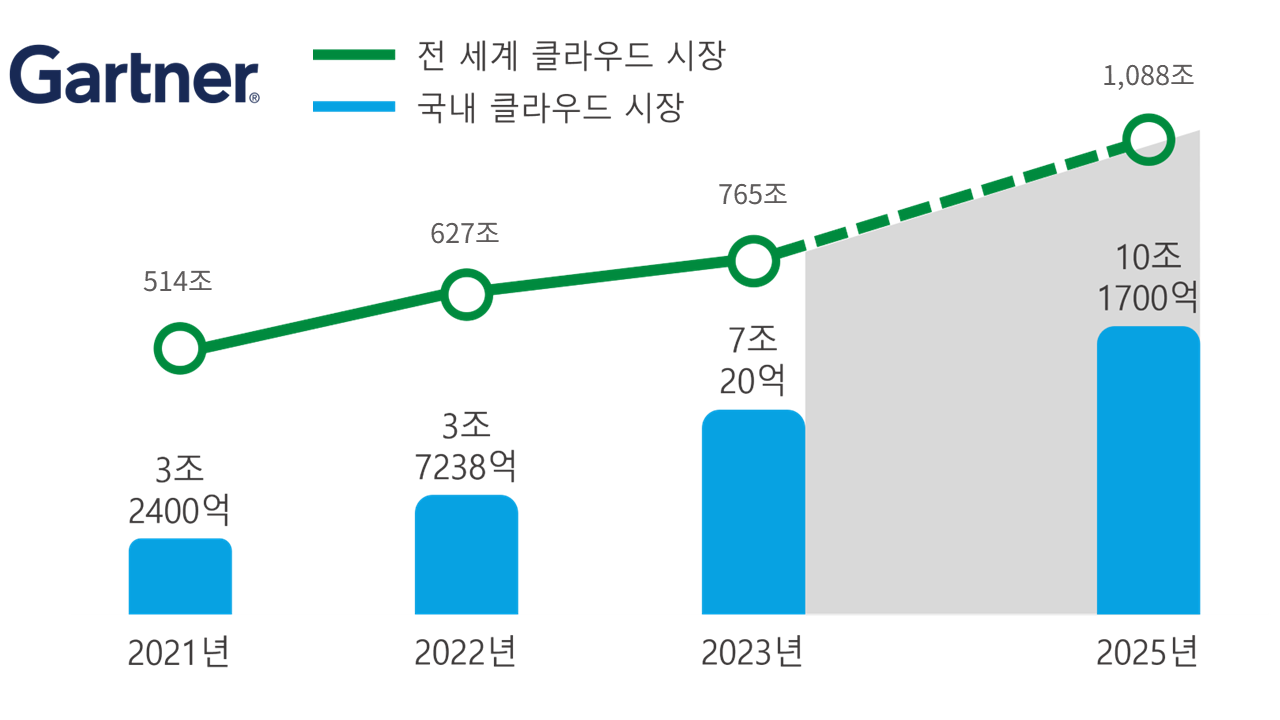 Gartner®
전 세계 클라우드 시장
국내 클라우드 시장
514조
627조
765조
1,088조
3조
2400억
3조
7238억
7조
20억
10조
1700억
2021년
2022년
2023년
2025년